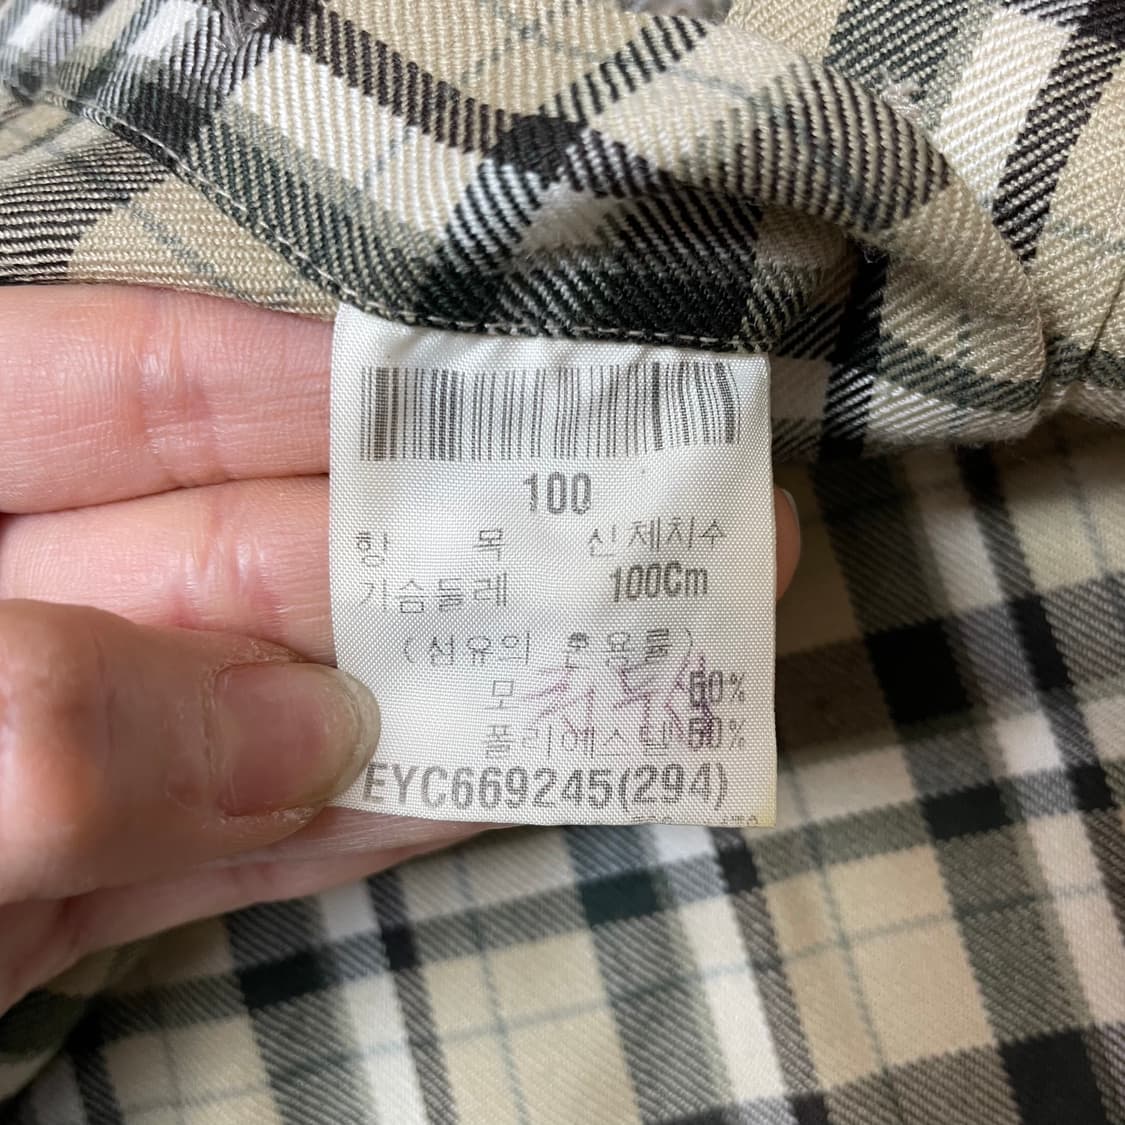 100
항 목 신체치수
가슴둘레 100Cm
(섬유의 혼용률)
모 50%
폴리에스텔 50%
EYC669245(294)